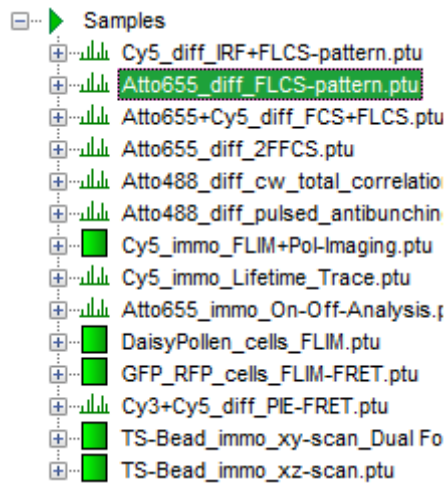 Samples
Cy5_diff_IRF+FLCS-pattern.ptu
Atto655_diff_FLCS-pattern.ptu
Atto655+Cy5_diff_FCS+FLCS.ptu
Atto655_diff_2FFCS.ptu
Atto488_diff_cw_total_correlatio
Atto488_diff_pulsed_antibunchin
Cy5_immo_FLIM+Pol-Imaging.ptu
Cy5_immo_Lifetime_Trace.ptu
Atto655_immo_On-Off-Analysis.p
DaisyPollen_cells_FLIM.ptu
GFP_RFP_cells_FLIM-FRET.ptu
Cy3+Cy5_diff_PIE-FRET.ptu
TS-Bead_immo_xy-scan_Dual Fo
TS-Bead_immo_xz-scan.ptu